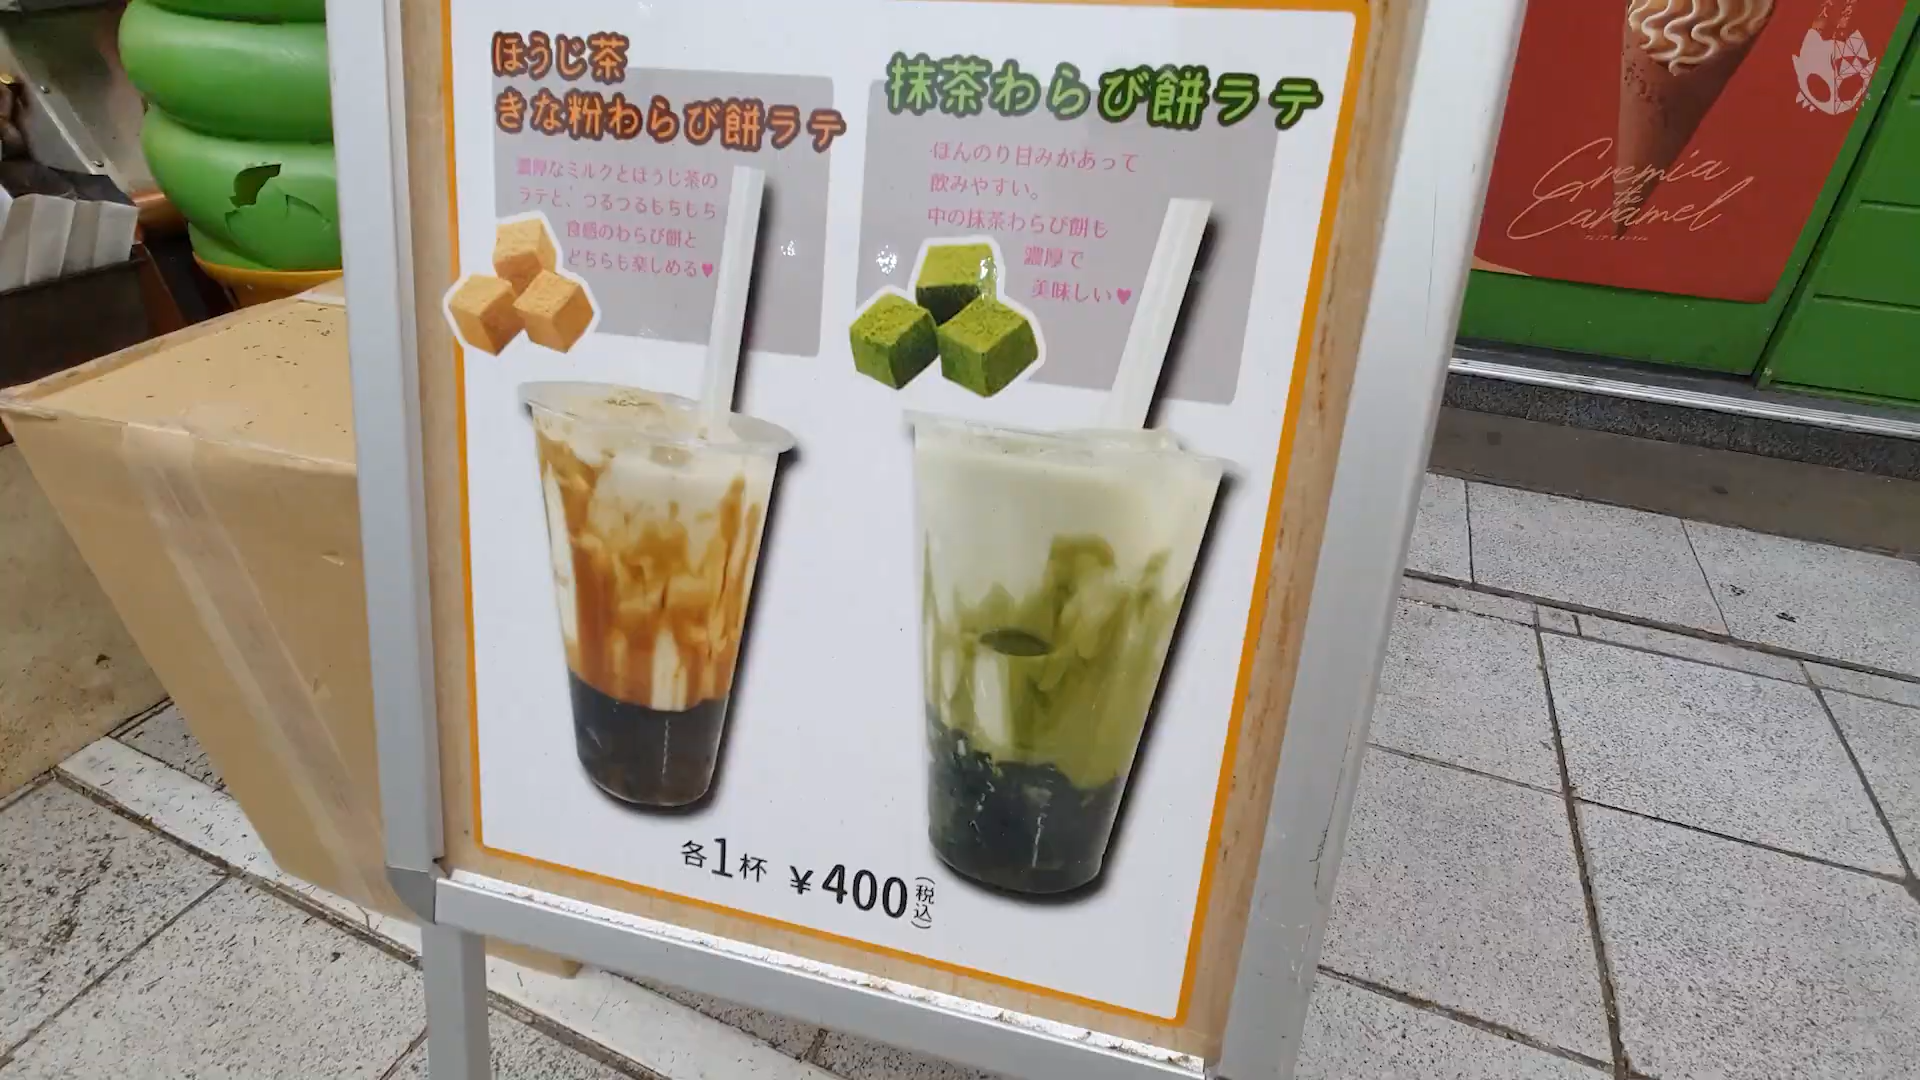 ほうじ茶
きな粉わらび餅ラテ
濃厚なミルクとほうじ茶の
ラテと、つるつるもちもち
食感のわらび餅と
どちらも楽しめる♥
抹茶わらび餅ラテ
ほんのり甘みがあって
飲みやすい。
中の抹茶わらび餅も
濃厚で
美味しい♥
各1杯 ¥400(税込)
Gremia
the
Caramel